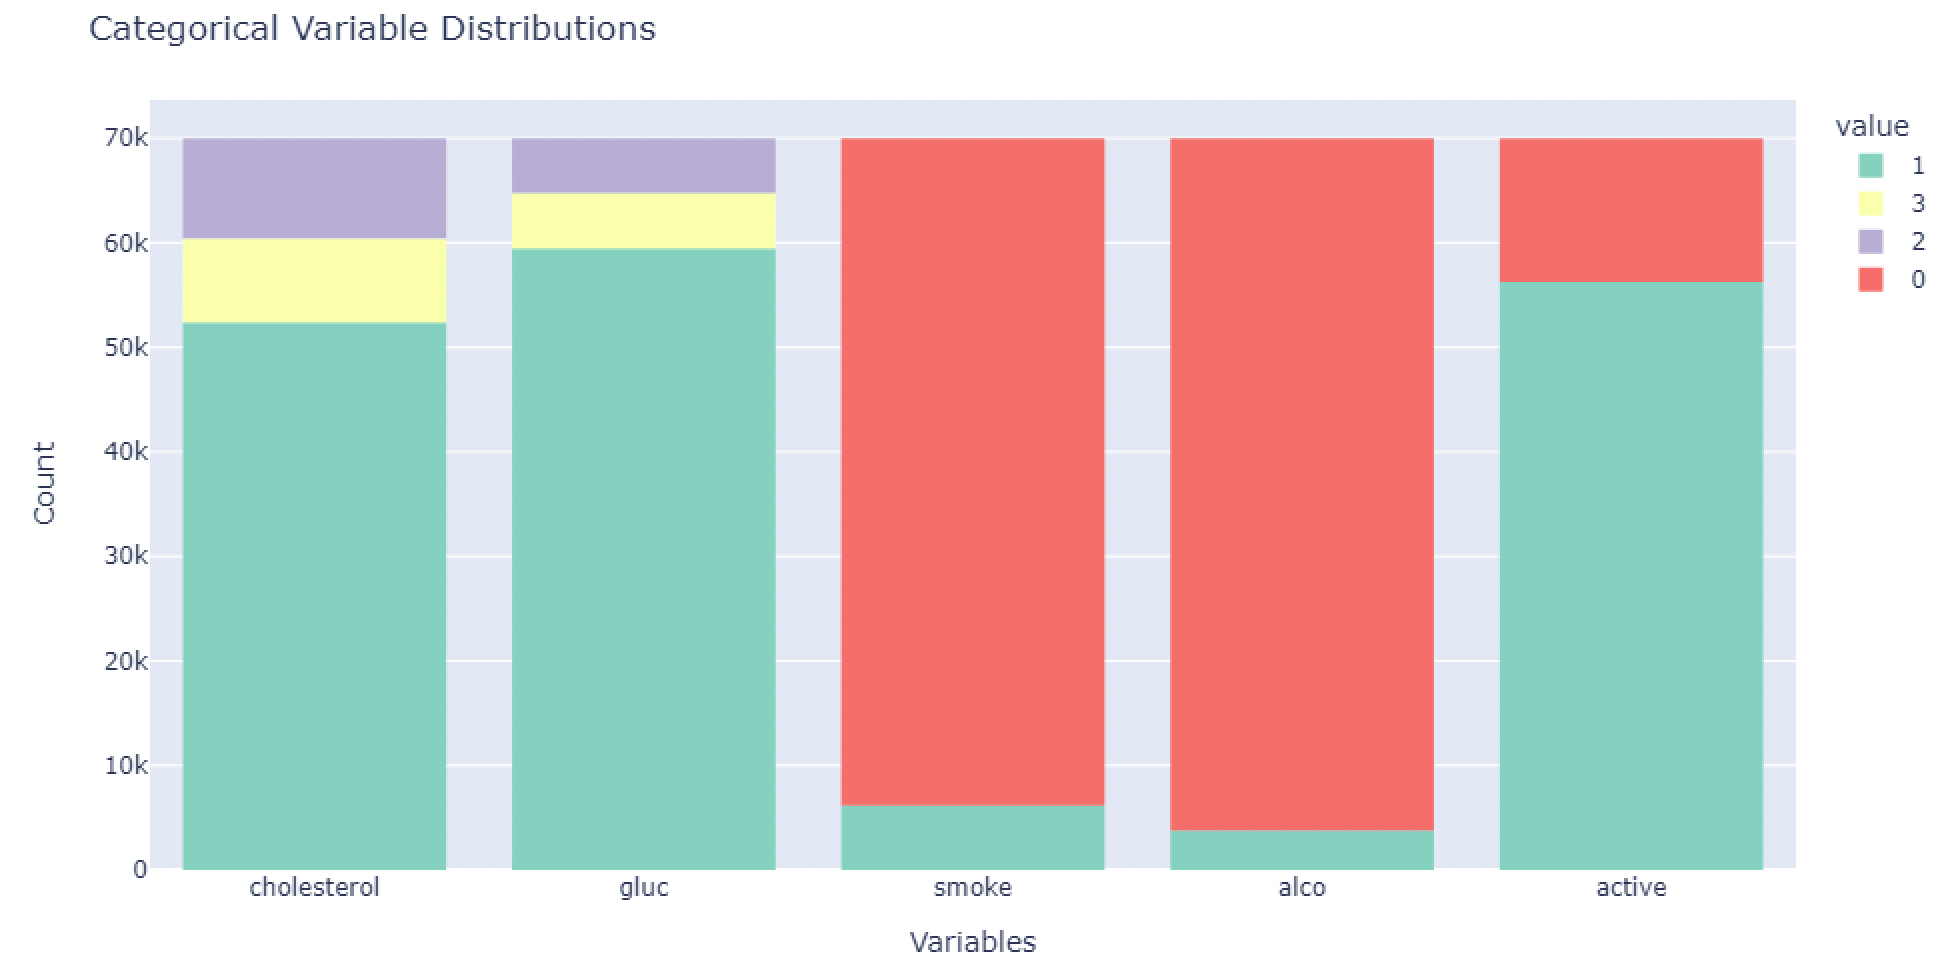 Categorical Variable Distributions
70k
60k
50k
40k
30k
20k
10k
0
Count
cholesterol
gluc
smoke
alco
active
Variables
value
1
3
2
0